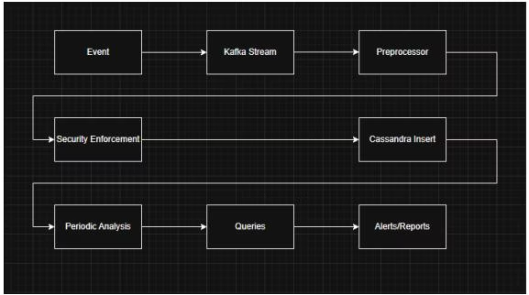 Event
Kafka Stream
Preprocessor
Security Enforcement
Cassandra Insert
Periodic Analysis
Queries
Alerts/Reports